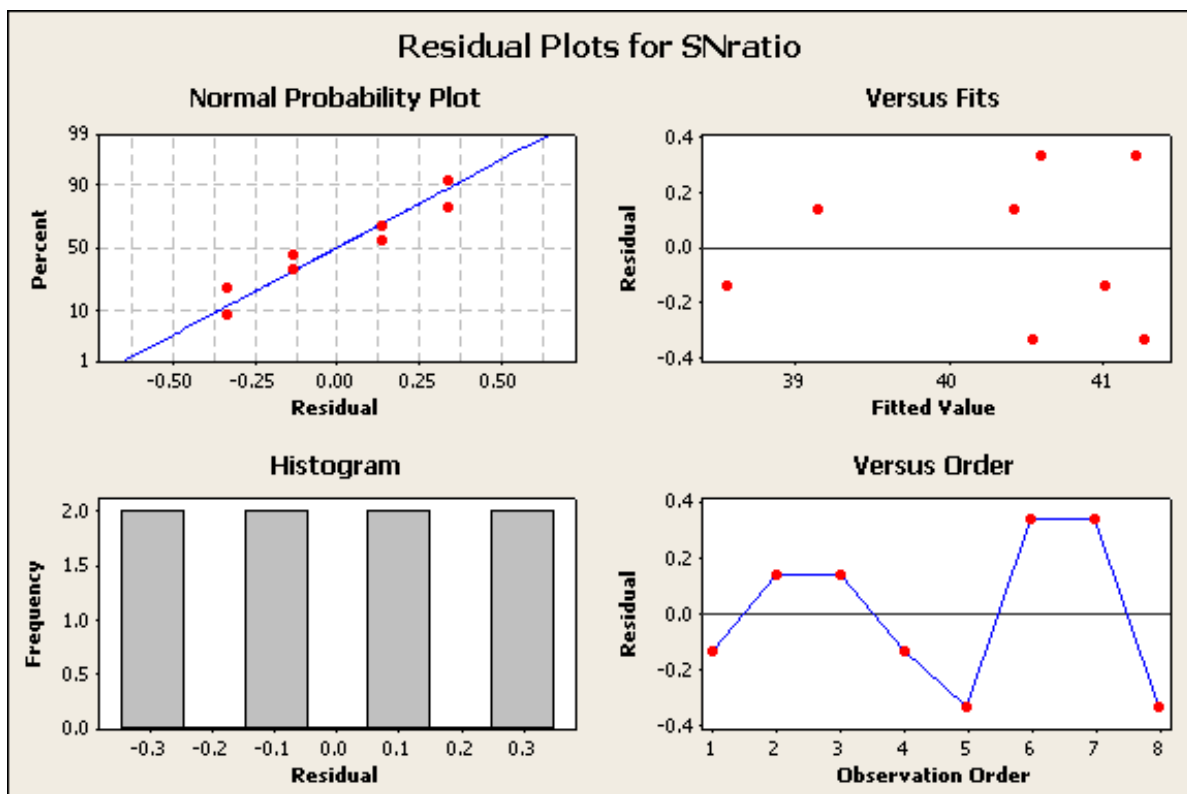 Residual Plots for SNratio
Normal Probability Plot
99
90
50
10
1
Percent
-0.50 -0.25 0.00 0.25 0.50
Residual
Versus Fits
0.4
0.2
0.0
-0.2
-0.4
Residual
39 40 41
Fitted Value
Histogram
2.0
1.5
1.0
0.5
0.0
Frequency
-0.3 -0.2 -0.1 0.0 0.1 0.2 0.3
Residual
Versus Order
0.4
0.2
0.0
-0.2
-0.4
Residual
1 2 3 4 5 6 7 8
Observation Order